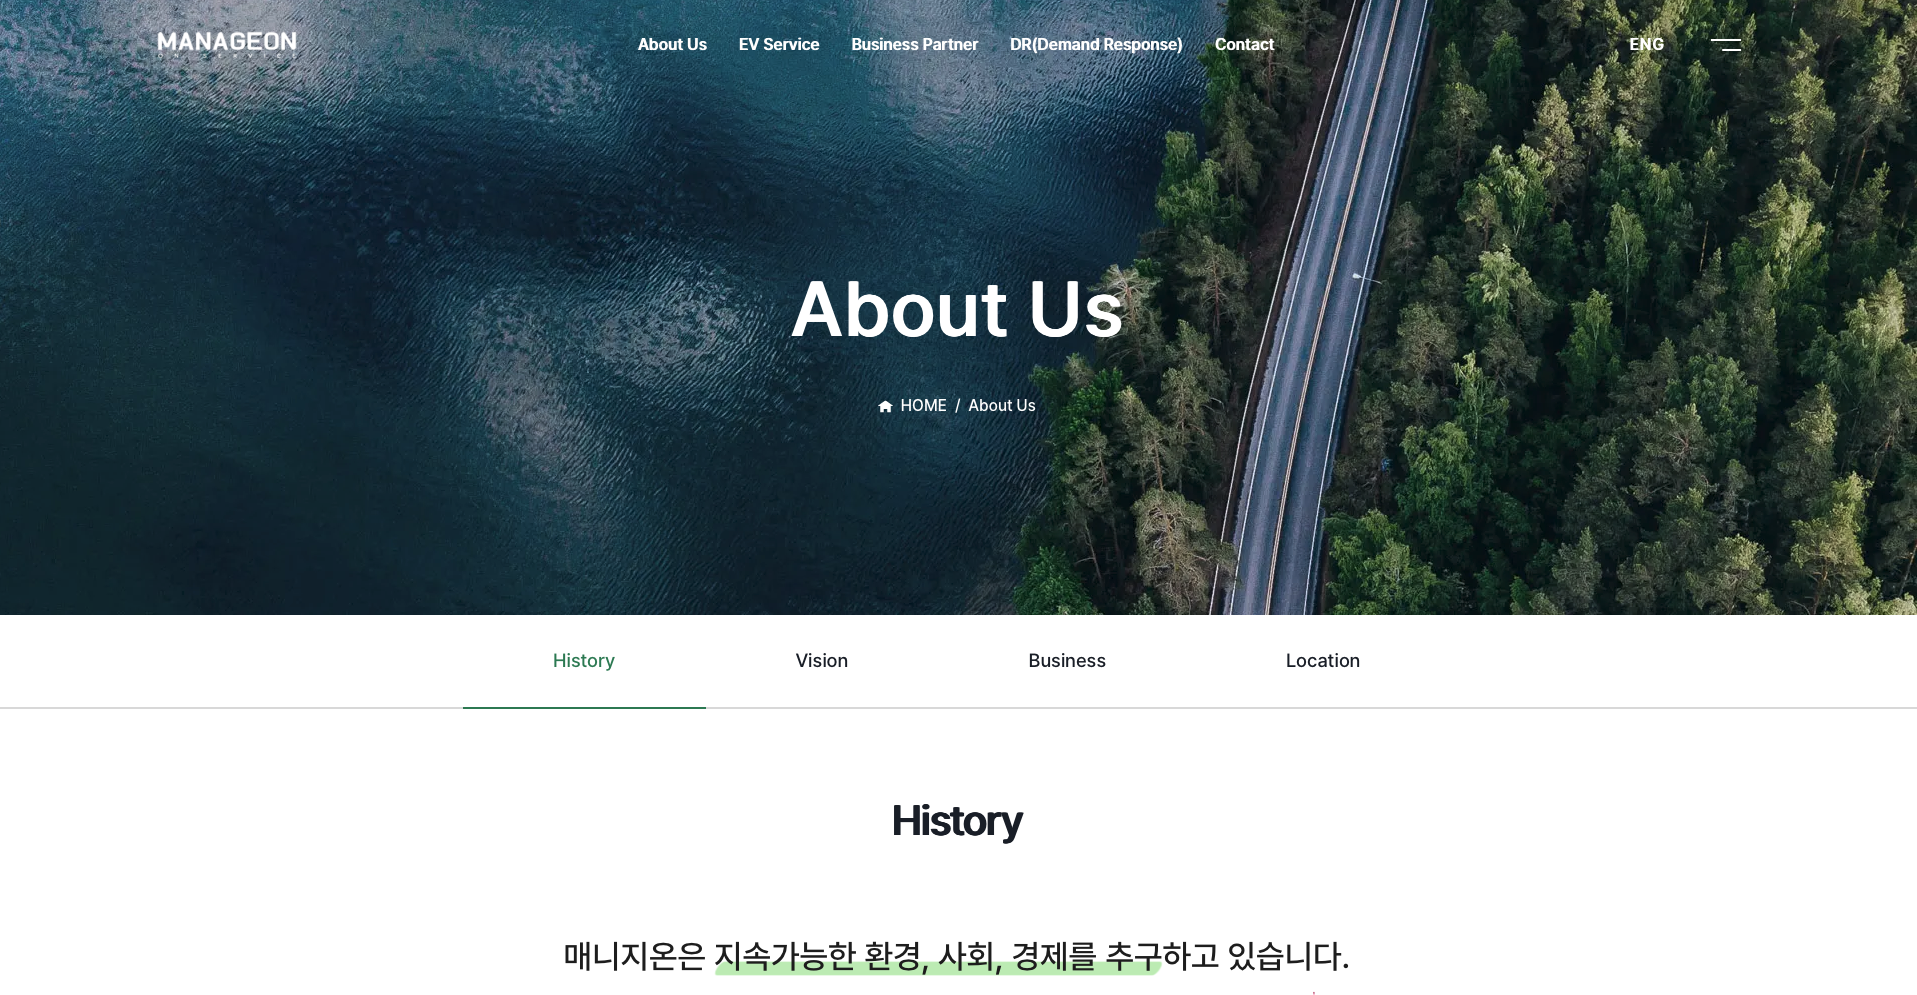 MANAGEON
About Us
EV Service
Business Partner
DR(Demand Response)
Contact
ENG
About Us
HOME / About Us
History
Vision
Business
Location
History
매니지온은 지속가능한 환경, 사회, 경제를 추구하고 있습니다.